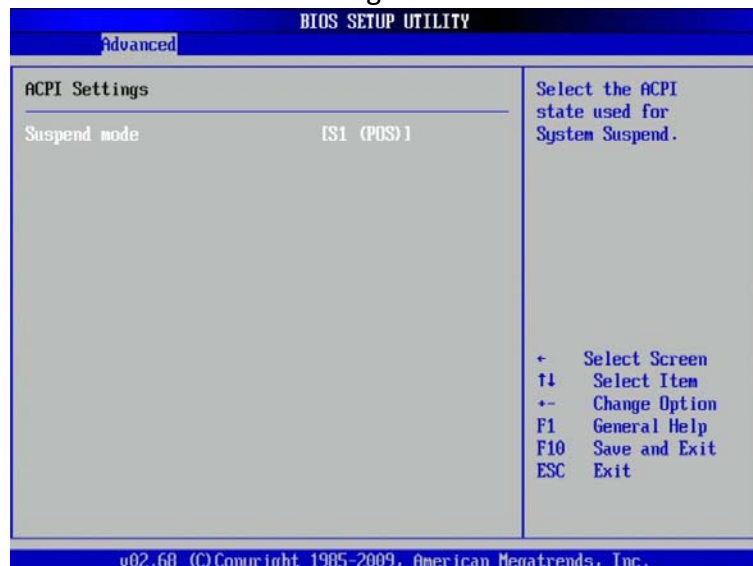 BIOS SETUP UTILITY
Advanced
ACPI Settings
Suspend mode [S1 (POS)]
Select the ACPI
state used for
System Suspend.
← Select Screen
↑↓ Select Item
+- Change Option
F1 General Help
F10 Save and Exit
ESC Exit
v02.68 (C)Copyright 1985-2009, American Megatrends, Inc.